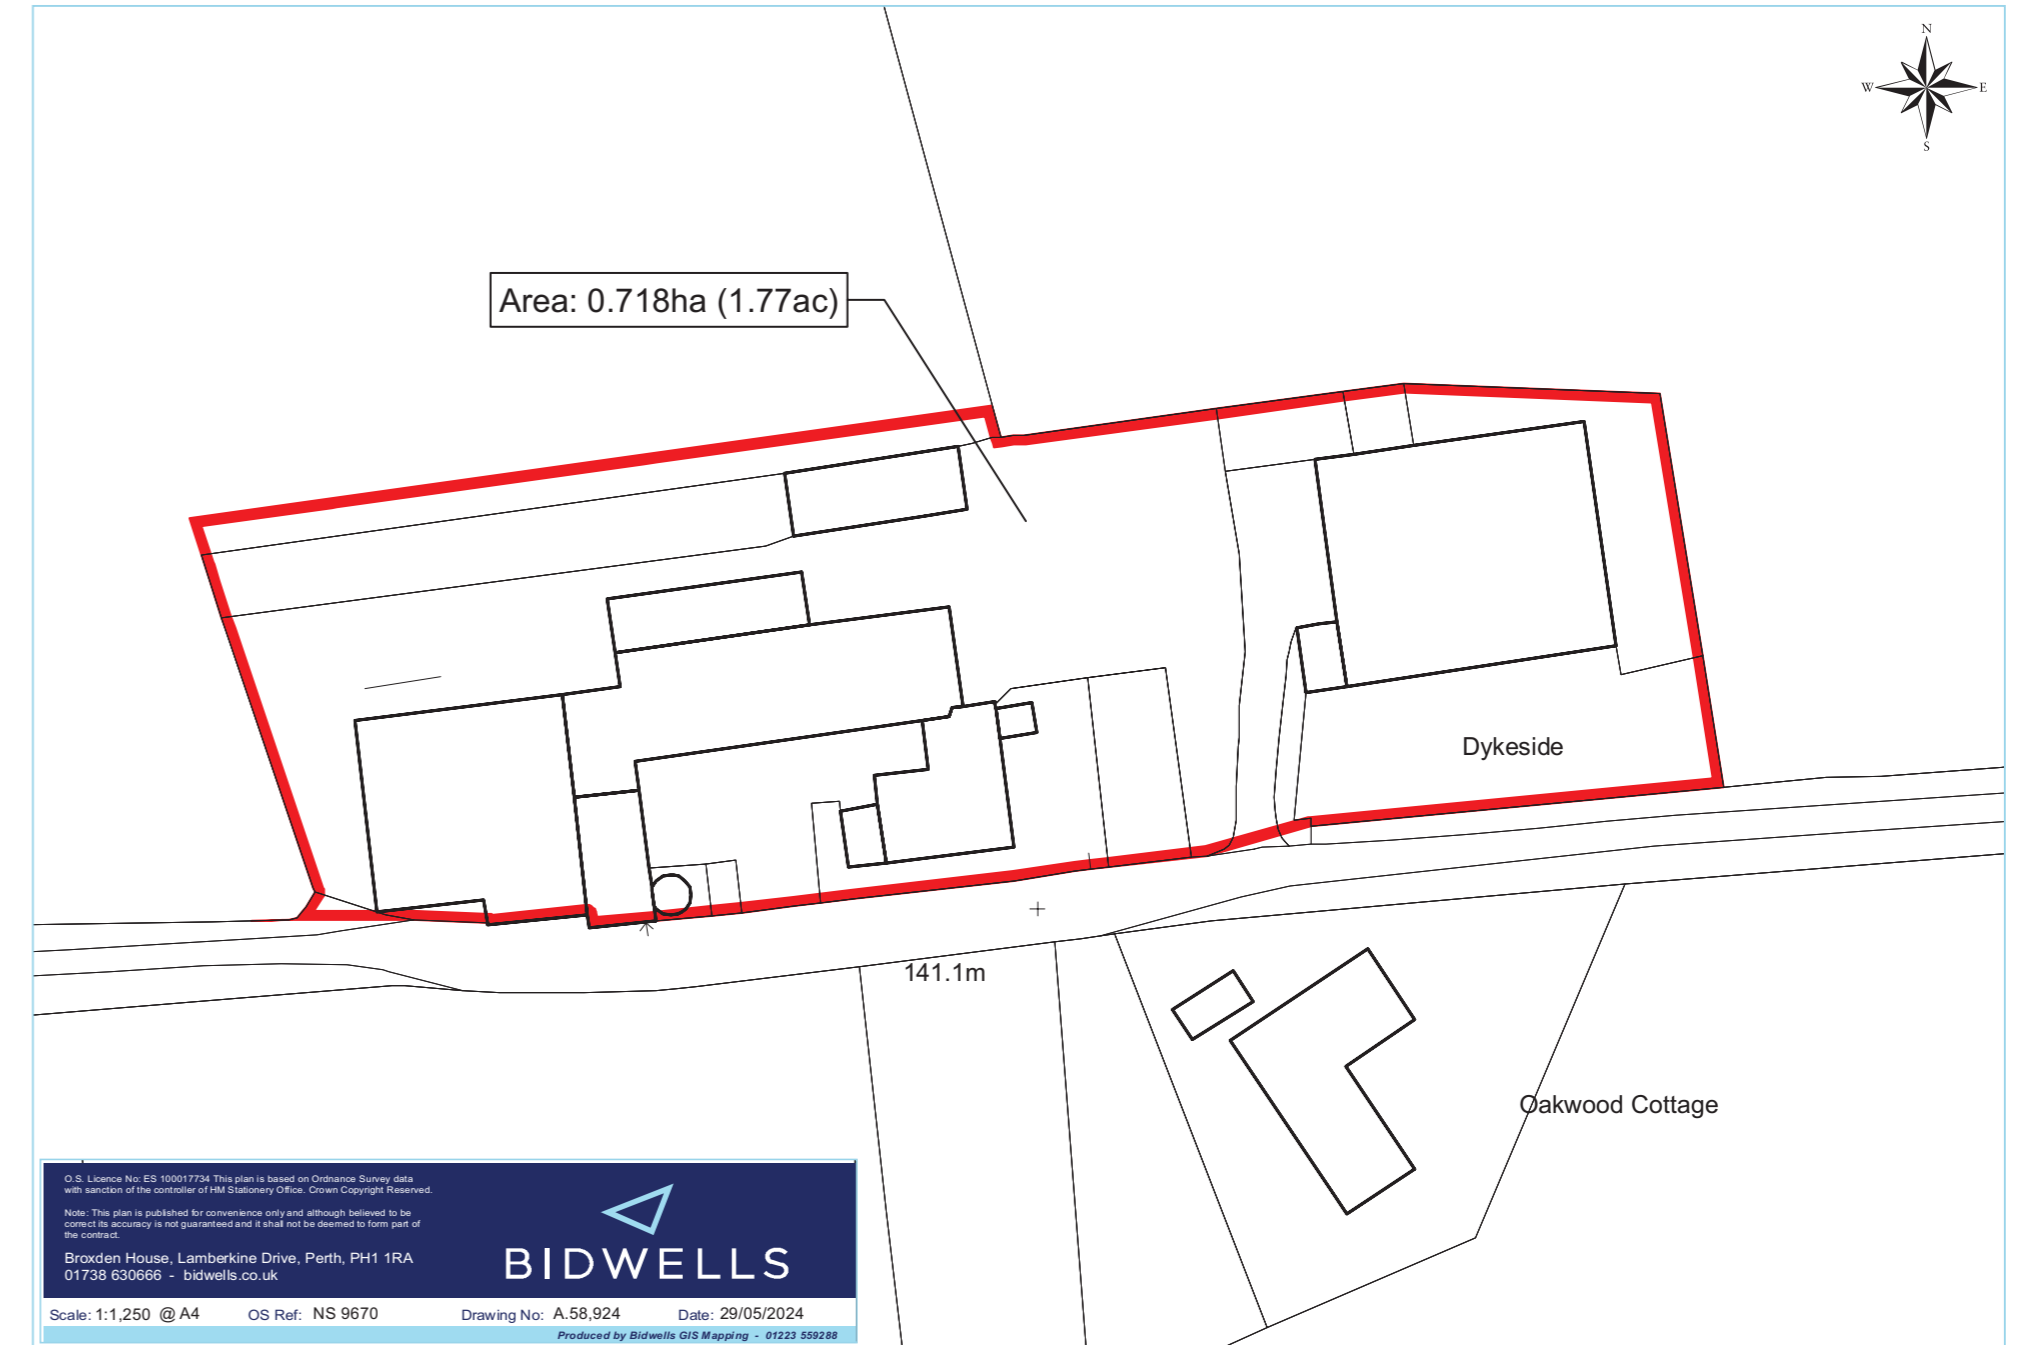 N
W
E
S
Area: 0.718ha (1.77ac)
Dykeside
141.1m
Oakwood Cottage
O.S. Licence No: ES 100017734 This plan is based on Ordnance Survey data
with sanction of the controller of HM Stationery Office. Crown Copyright Reserved.
Note: This plan is published for convenience only and although believed to be
correct its accuracy is not guaranteed and it shall not be deemed to form part of
the contract.
Broxden House, Lamberkine Drive, Perth, PH1 1RA
01738 630666 - bidwells.co.uk
BIDWELLS
Scale: 1:1,250 @ A4 OS Ref: NS 9670 Drawing No: A.58,924 Date: 29/05/2024
Produced by Bidwells GIS Mapping - 01223 559288